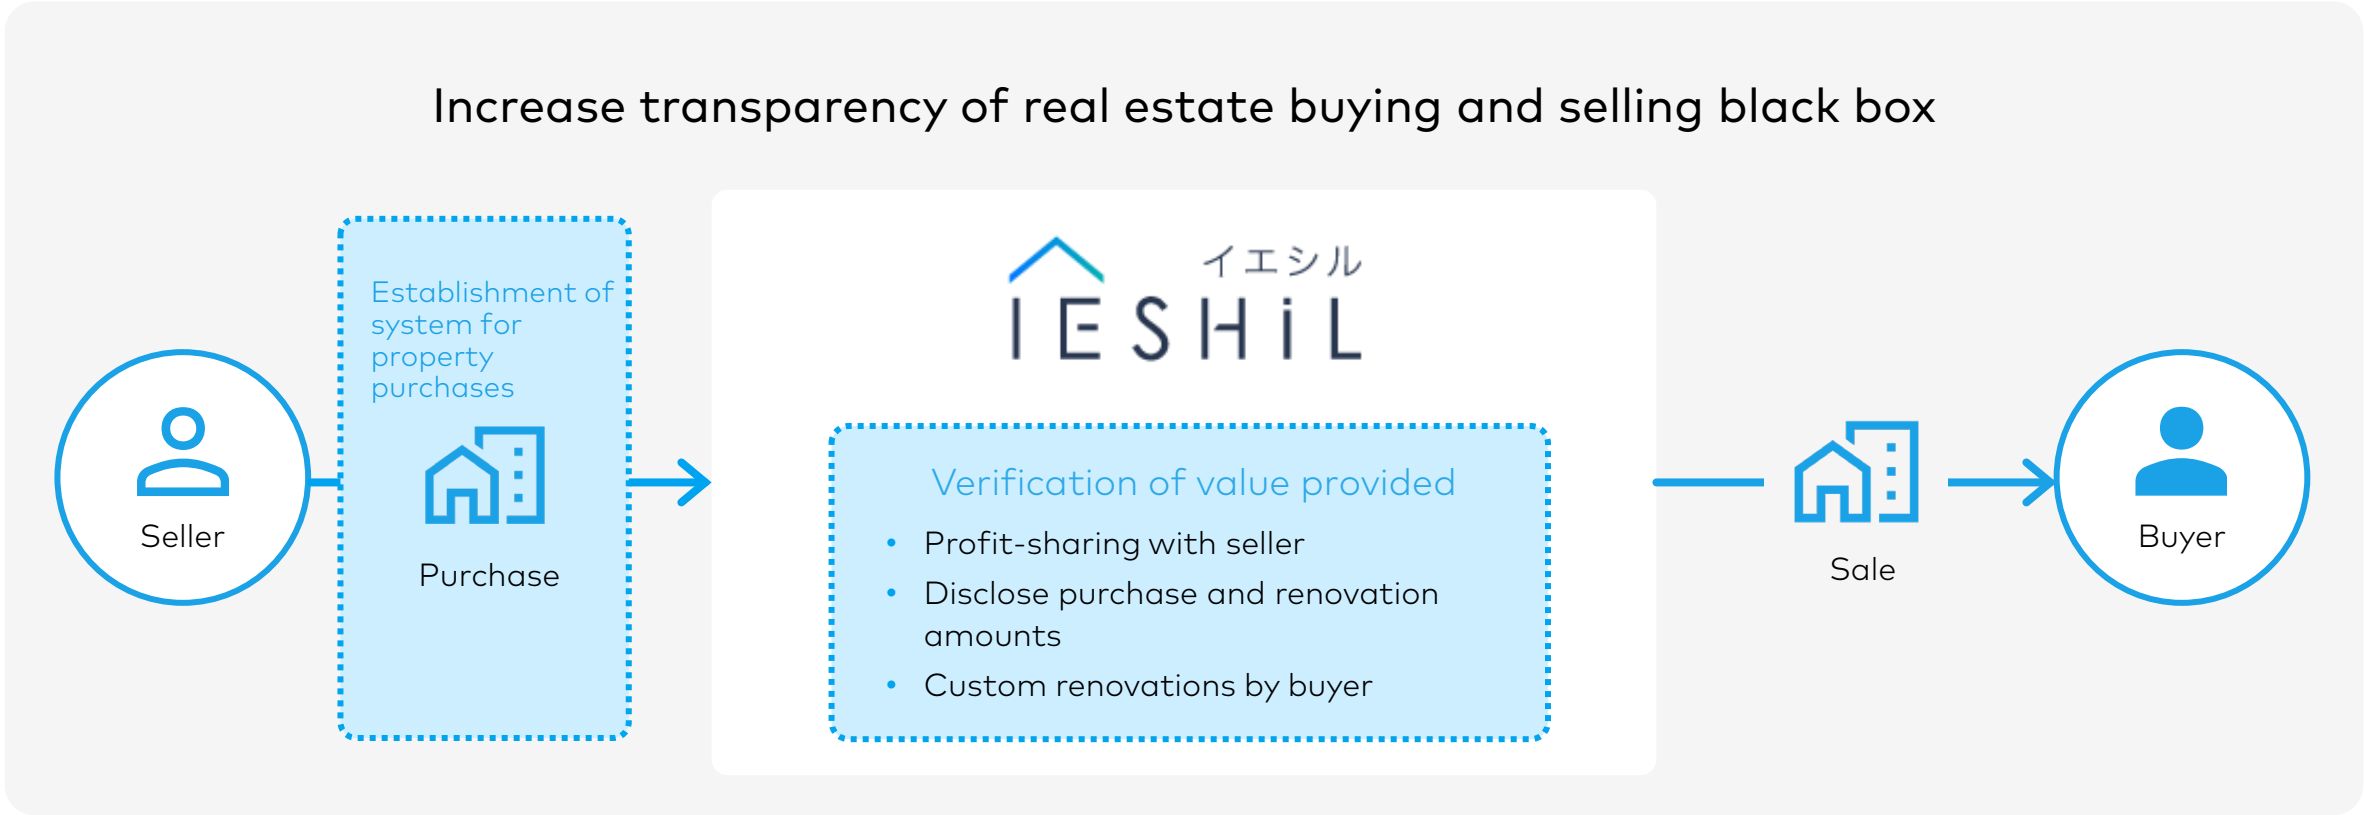 Increase transparency of real estate buying and selling black box
Establishment of
system for
property
purchases
Purchase
Seller
イエシル
IESHiL
Verification of value provided
• Profit-sharing with seller
• Disclose purchase and renovation
amounts
• Custom renovations by buyer
Sale
Buyer